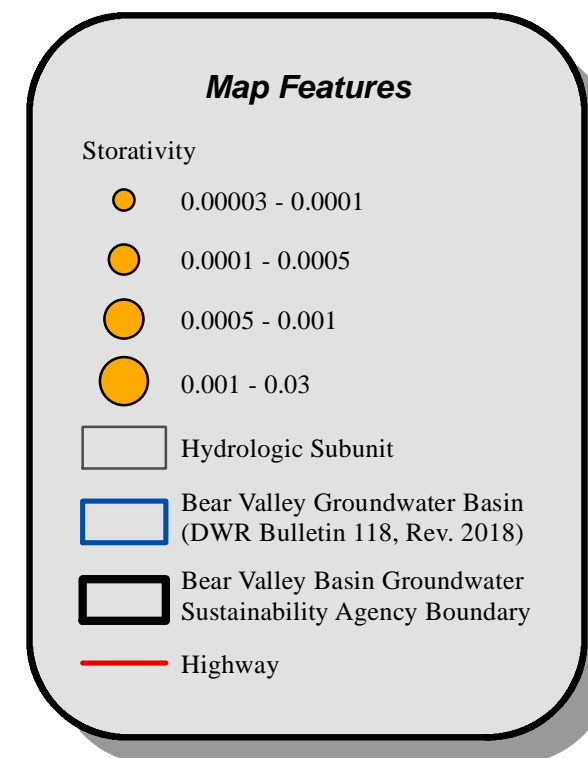 Map Features
Storativity
0.00003 - 0.0001
0.0001 - 0.0005
0.0005 - 0.001
0.001 - 0.03
Hydrologic Subunit
Bear Valley Groundwater Basin
(DWR Bulletin 118, Rev. 2018)
Bear Valley Basin Groundwater
Sustainability Agency Boundary
Highway